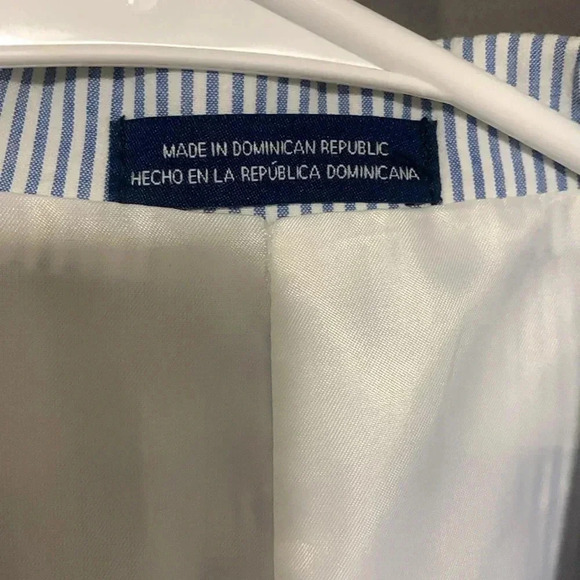 MADE IN DOMINICAN REPUBLIC
HECHO EN LA REPÚBLICA DOMINICANA